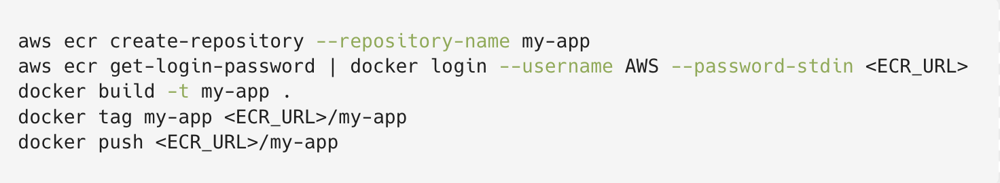 aws ecr create-repository --repository-name my-app
aws ecr get-login-password | docker login --username AWS --password-stdin <ECR_URL>
docker build -t my-app .
docker tag my-app <ECR_URL>/my-app
docker push <ECR_URL>/my-app